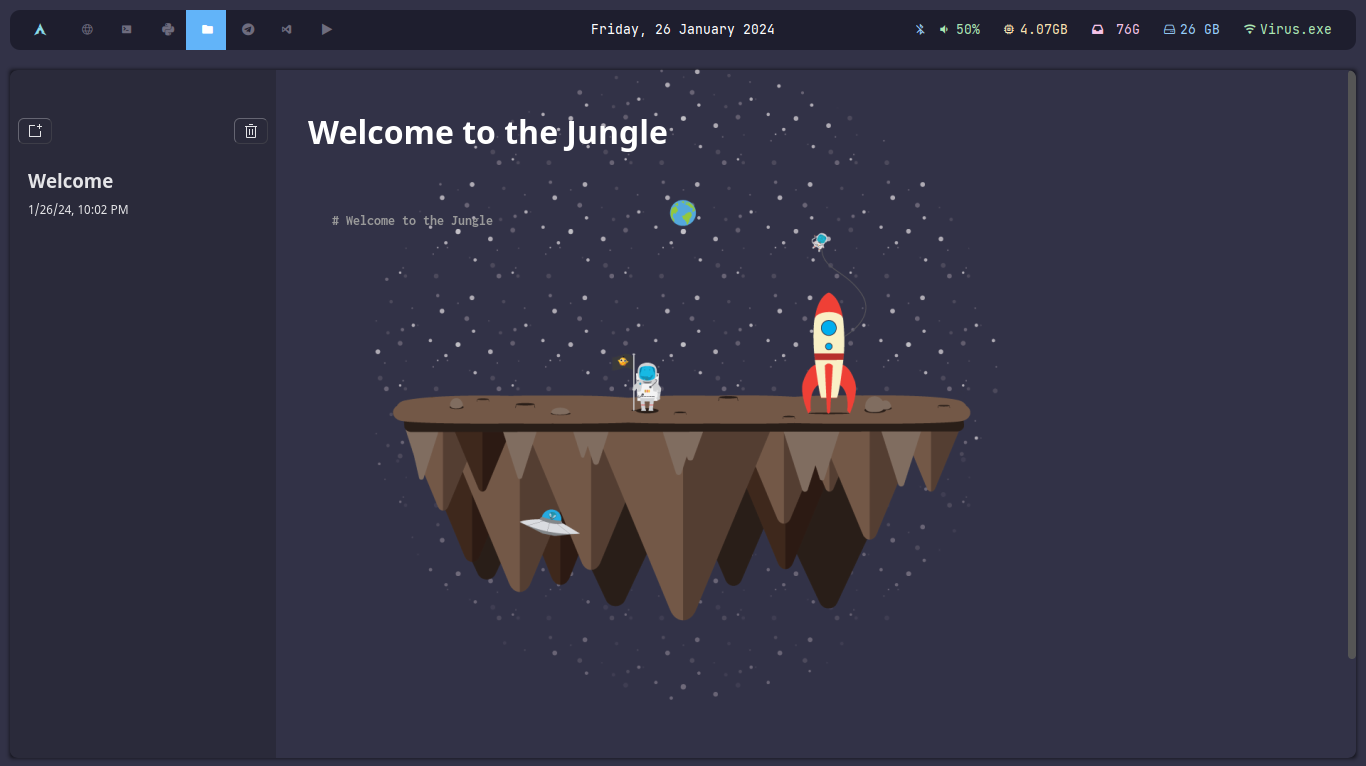 Friday, 26 January 2024
50%
4.07GB
76G
26 GB
Virus.exe
Welcome to the Jungle
Welcome
1/26/24, 10:02 PM
# Welcome to the Jungle